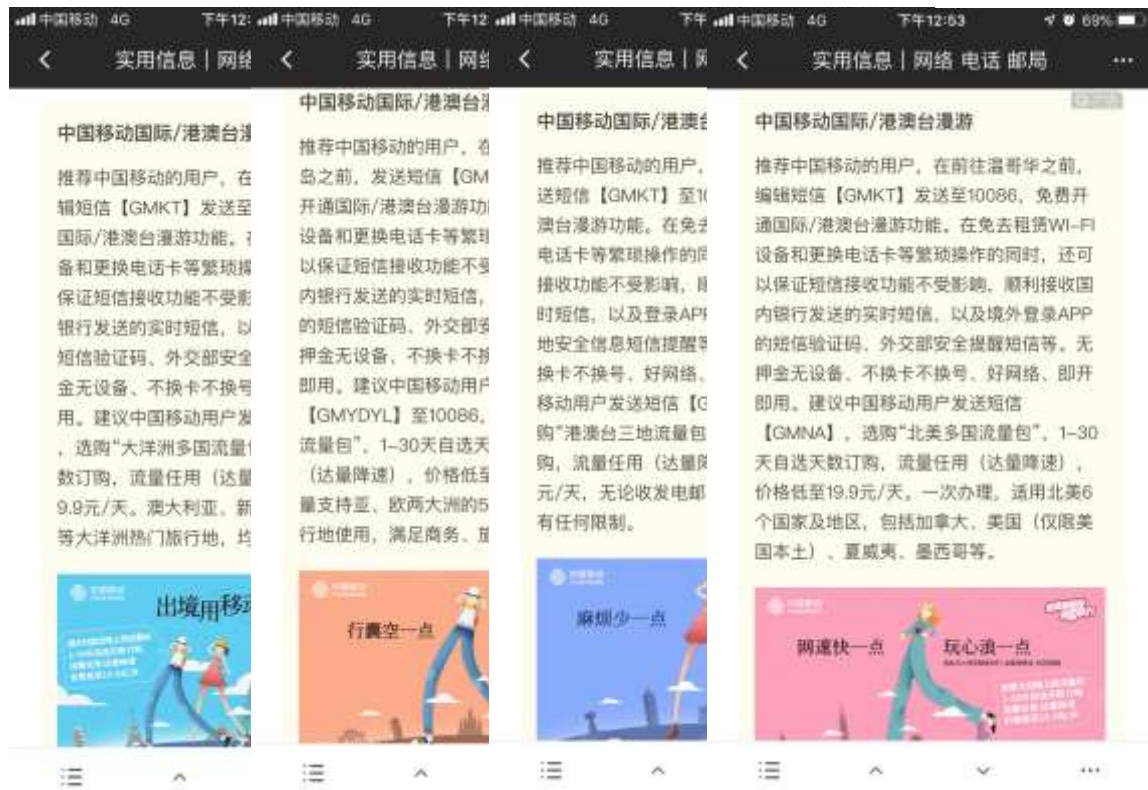 中国移动 4G 下午12:
实用信息 | 网络
中国移动国际/港澳台漫
推荐中国移动的用户，在
辑短信【GMKT】发送至
国际/港澳台漫游功能。
备和更换电话卡等繁琐操
保证短信接收功能不受影
银行发送的实时短信，以
短信验证码、外交部安全
金无设备、不换卡不换号
用。建议中国移动用户发
，选购“大洋洲多国流量
数订购，流量任用（达量
9.9元/天。澳大利亚、新
等大洋洲热门旅行地，均
中国移动
出境用移动
中国移动 4G 下午12
实用信息 | 网络
中国移动国际/港澳台漫
推荐中国移动的用户，在
岛之前，发送短信【GM
开通国际/港澳台漫游功
设备和更换电话卡等繁琐
以保证短信接收功能不受
内银行发送的实时短信，
的短信验证码、外交部安
押金无设备、不换卡不换
即用。建议中国移动用户
【GMYDYL】至10086，
流量包”，1-30天自选天
（达量降速），价格低至
量支持亚、欧两大洲的5
行地使用，满足商务、旅
中国移动
行囊空一点
中国移动 4G 下午
实用信息 | 网
中国移动国际/港澳台
推荐中国移动的用户，
送短信【GMKT】至10
澳台漫游功能。在免去
电话卡等繁琐操作的同
接收功能不受影响，顺
时短信，以及登录APP
地安全信息短信提醒等
换卡不换号、好网络、
移动用户发送短信【G
购“港澳台三地流量包
购，流量任用（达量降
元/天，无论收发电邮
有任何限制。
中国移动
麻烦少一点
中国移动 4G 下午12:53 69%
实用信息 | 网络 电话 邮局
中国移动国际/港澳台漫游
推荐中国移动的用户，在前往温哥华之前，
编辑短信【GMKT】发送至10086，免费开
通国际/港澳台漫游功能。在免去租赁WI-FI
设备和更换电话卡等繁琐操作的同时，还可
以保证短信接收功能不受影响，顺利接收国
内银行发送的实时短信，以及境外登录APP
的短信验证码、外交部安全提醒短信等。无
押金无设备、不换卡不换号、好网络、即开
即用。建议中国移动用户发送短信
【GMNA】，选购“北美多国流量包”，1-30
天自选天数订购，流量任用（达量降速），
价格低至19.9元/天。一次办理，适用北美6
个国家及地区，包括加拿大、美国（仅限美
国本土）、夏威夷、墨西哥等。
中国移动
网速快一点 玩心浪一点